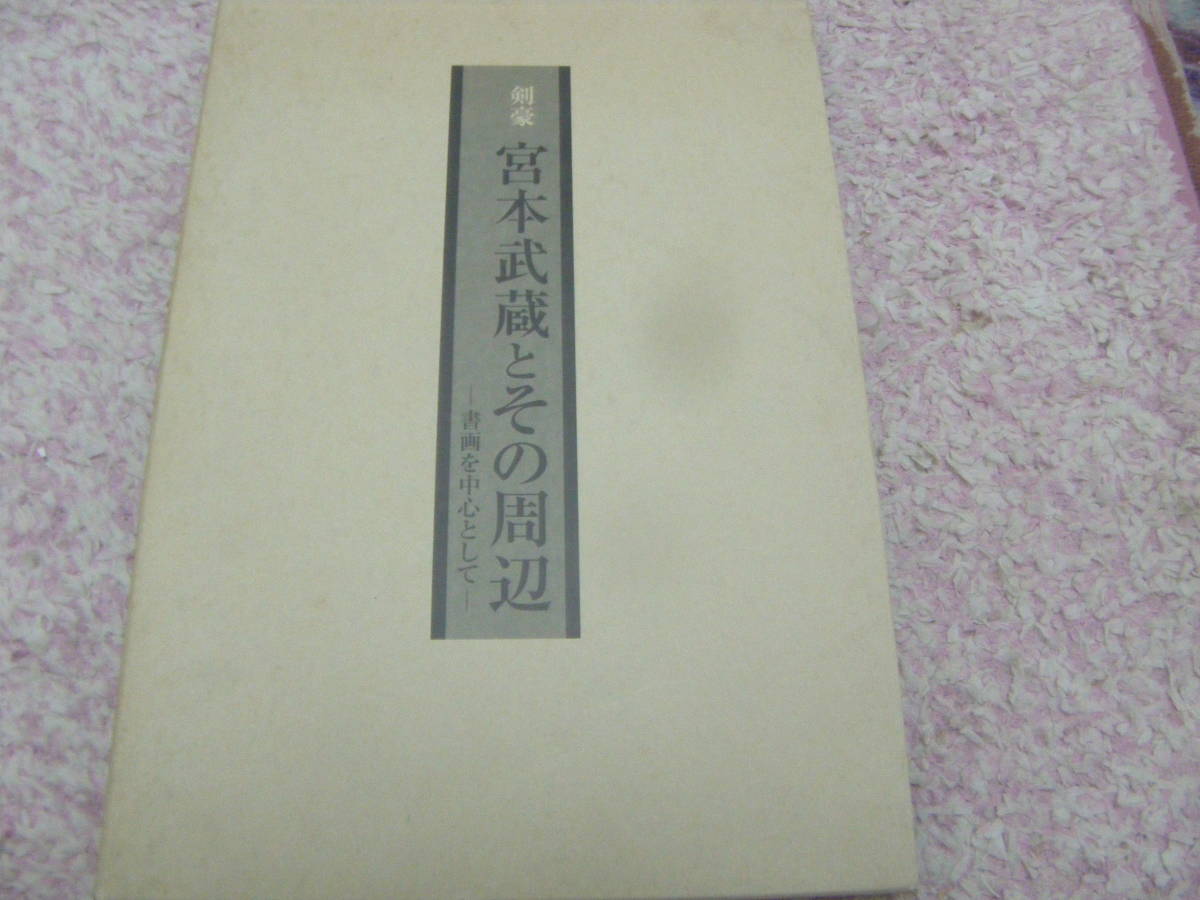 剣豪
宮本武蔵とその周辺
―書画を中心として―